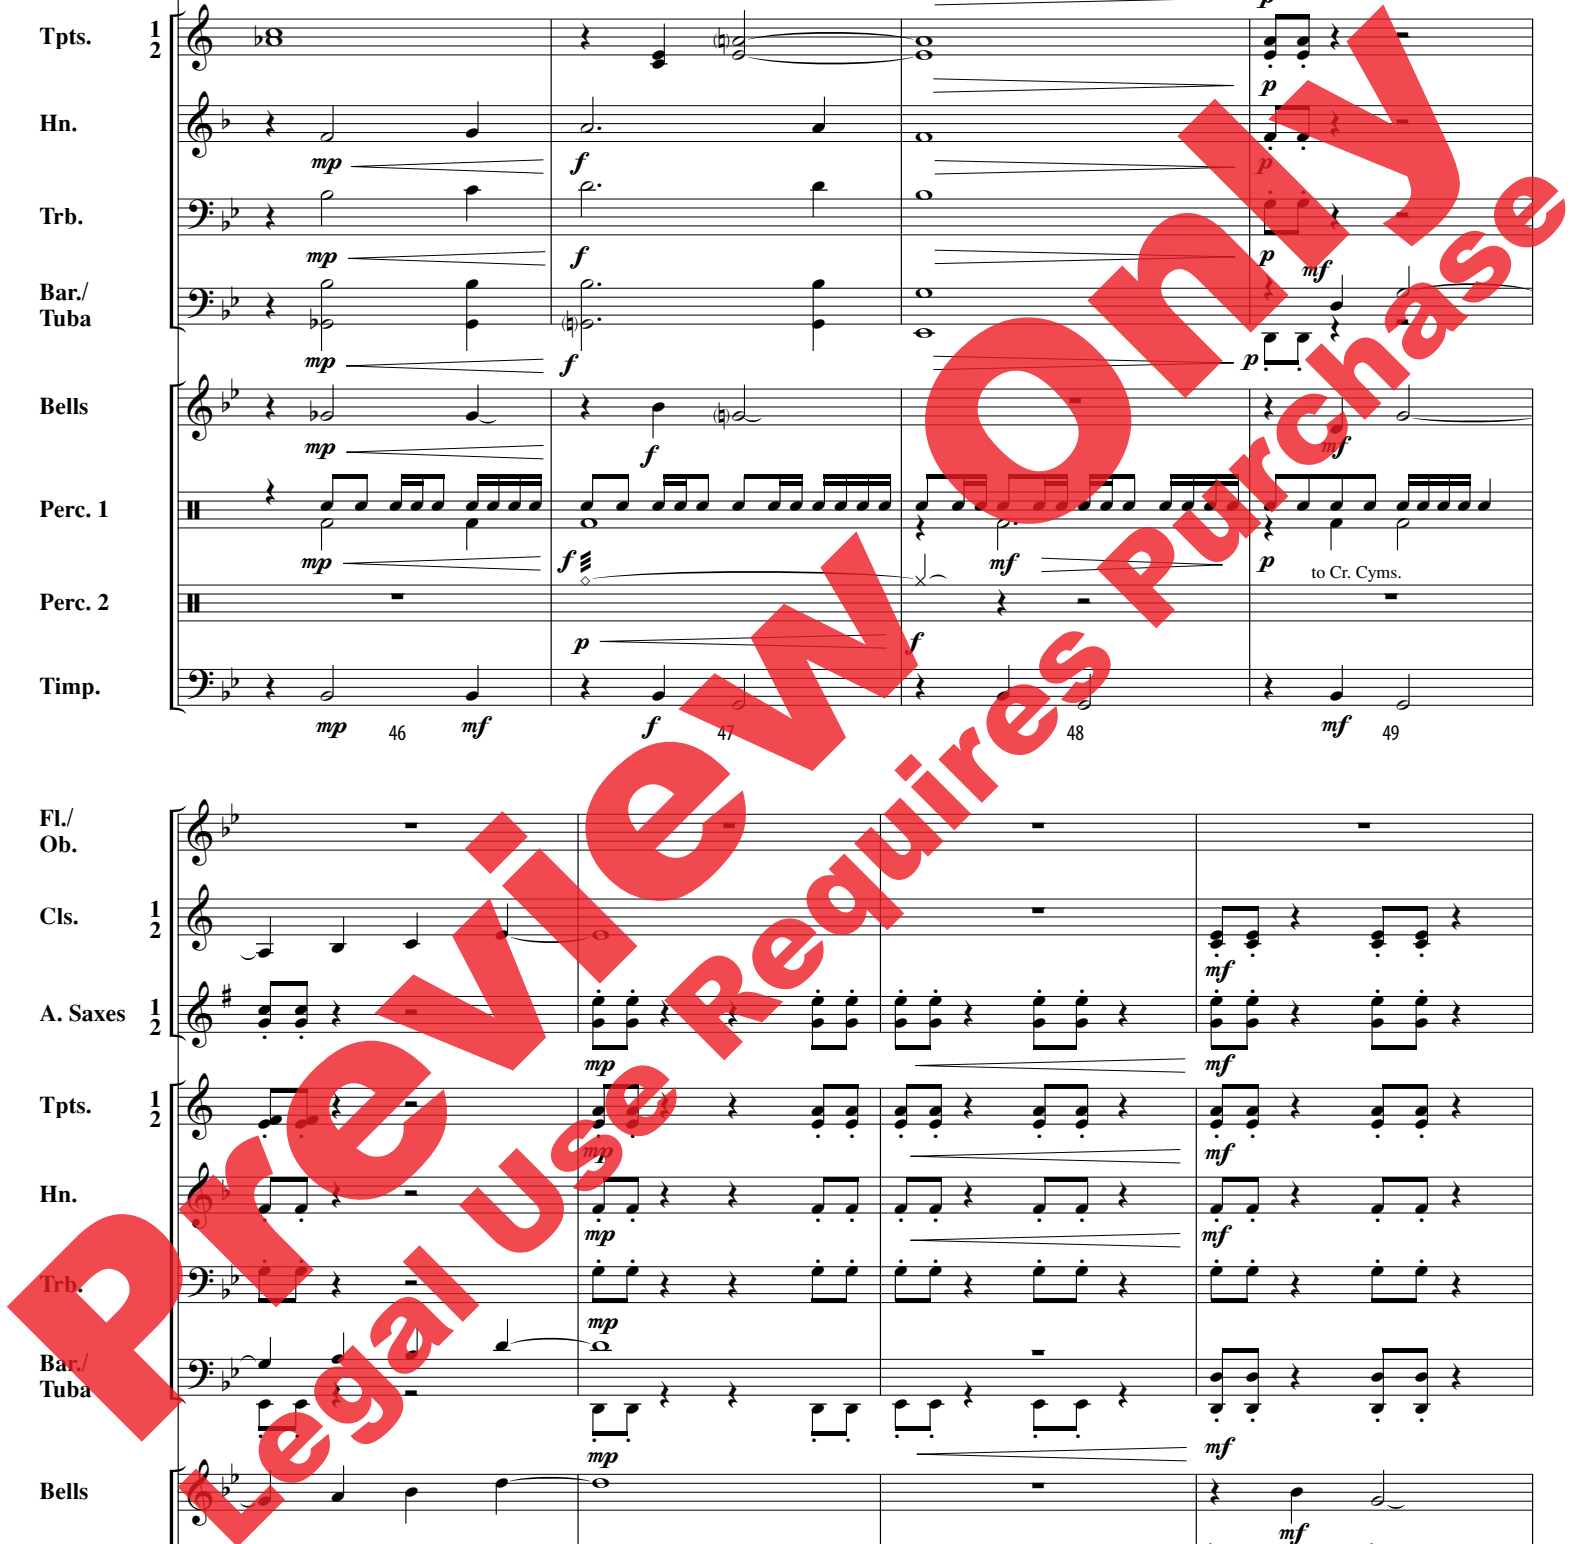 Tpts. 1 2
p
Hn.
mp f p
Trb.
mp f p
mf
Bar./
Tuba
mp f p
Bells
mp f mf
Perc. 1
mp f mf p
to Cr. Cyms.
Perc. 2
p f
Timp.
mp mf f mf
46 47 48 49
Fl./
Ob.
Cls. 1 2
mf
A. Saxes 1 2
mp mf
Tpts. 1 2
mp mf
Hn.
mp mf
Trb.
mp
Bar./
Tuba
mp mf
Bells
mf
Preview Only
Legal Use Requires Purchase